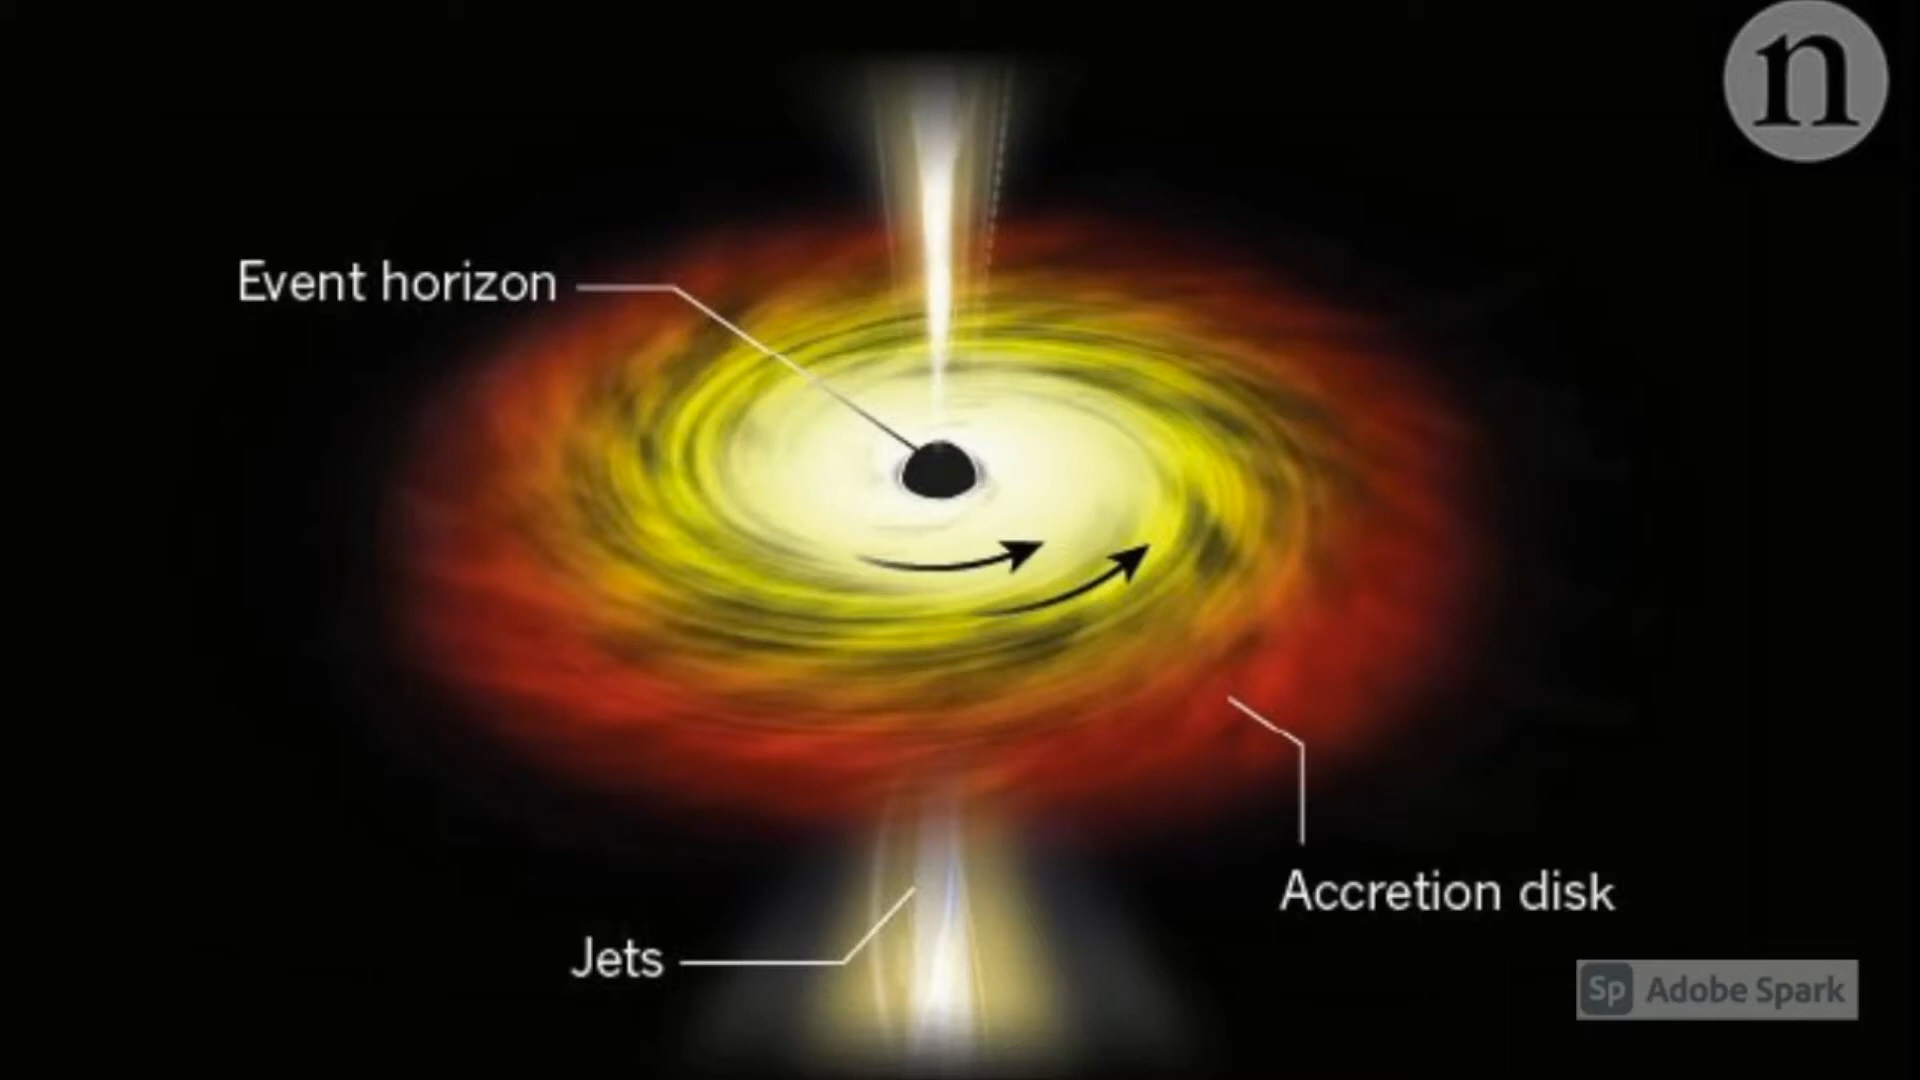 n
Event horizon
Accretion disk
Jets
Sp Adobe Spark